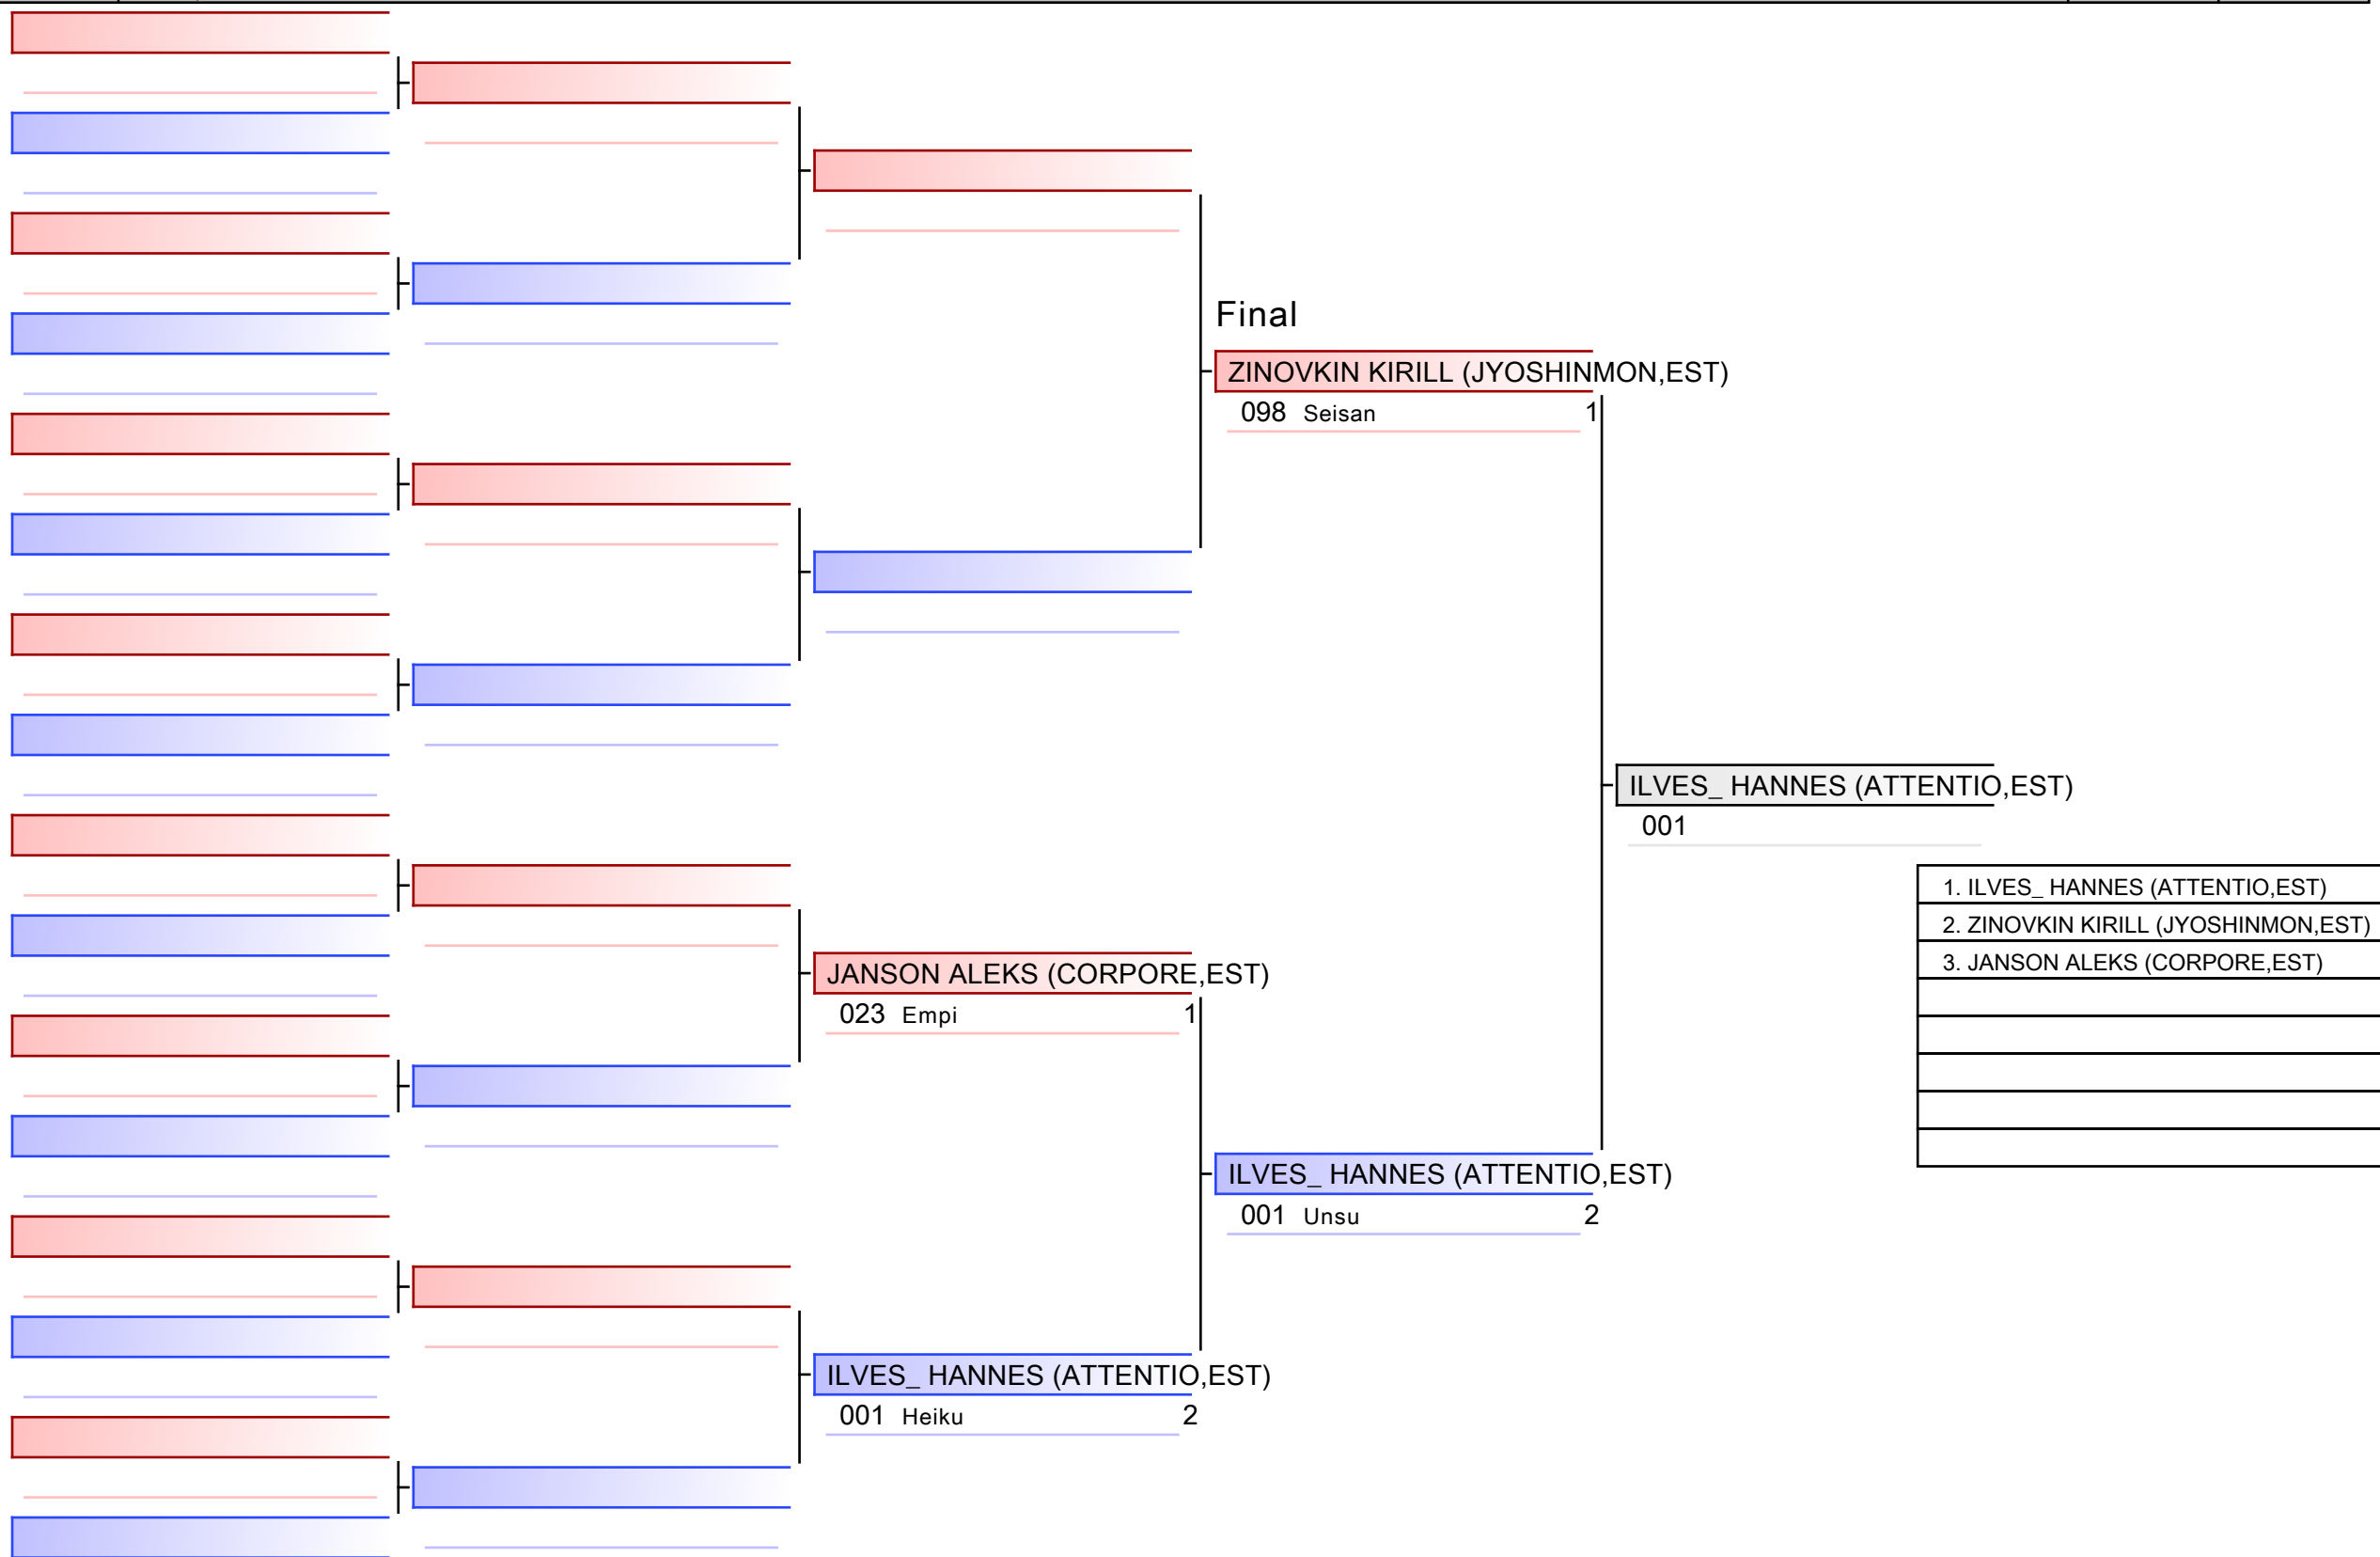 Final
ZINOVKIN KIRILL (JYOSHINMON,EST)
098 Seisan 1
ILVES_ HANNES (ATTENTIO,EST)
001
1. ILVES_ HANNES (ATTENTIO,EST)
2. ZINOVKIN KIRILL (JYOSHINMON,EST)
3. JANSON ALEKS (CORPORE,EST)
JANSON ALEKS (CORPORE,EST)
023 Empi 1
ILVES_ HANNES (ATTENTIO,EST)
001 Unsu 2
ILVES_ HANNES (ATTENTIO,EST)
001 Heiku 2